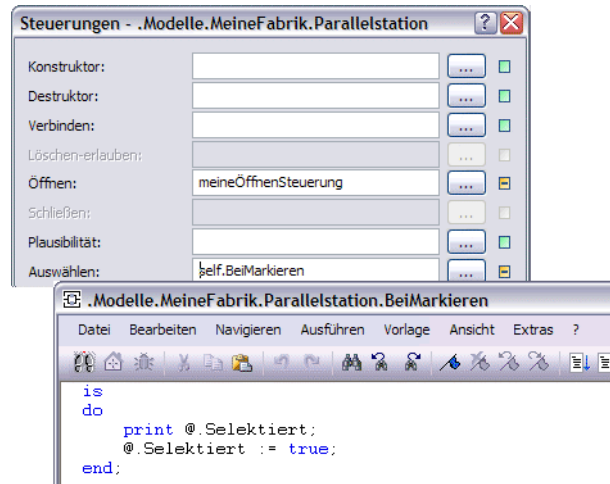 Steuerungen - .Modelle.MeineFabrik.Parallelstation
Konstruktor: ...
Destruktor: ...
Verbinden: ...
Löschen-erlauben: ...
Öffnen: meineÖffnenSteuerung ...
Schließen: ...
Plausibilität: ...
Auswählen: self.BeiMarkieren ...
.Modelle.MeineFabrik.Parallelstation.BeiMarkieren
Datei Bearbeiten Navigieren Ausführen Vorlage Ansicht Extras ?
is
do
print @.Selektiert;
@.Selektiert := true;
end;